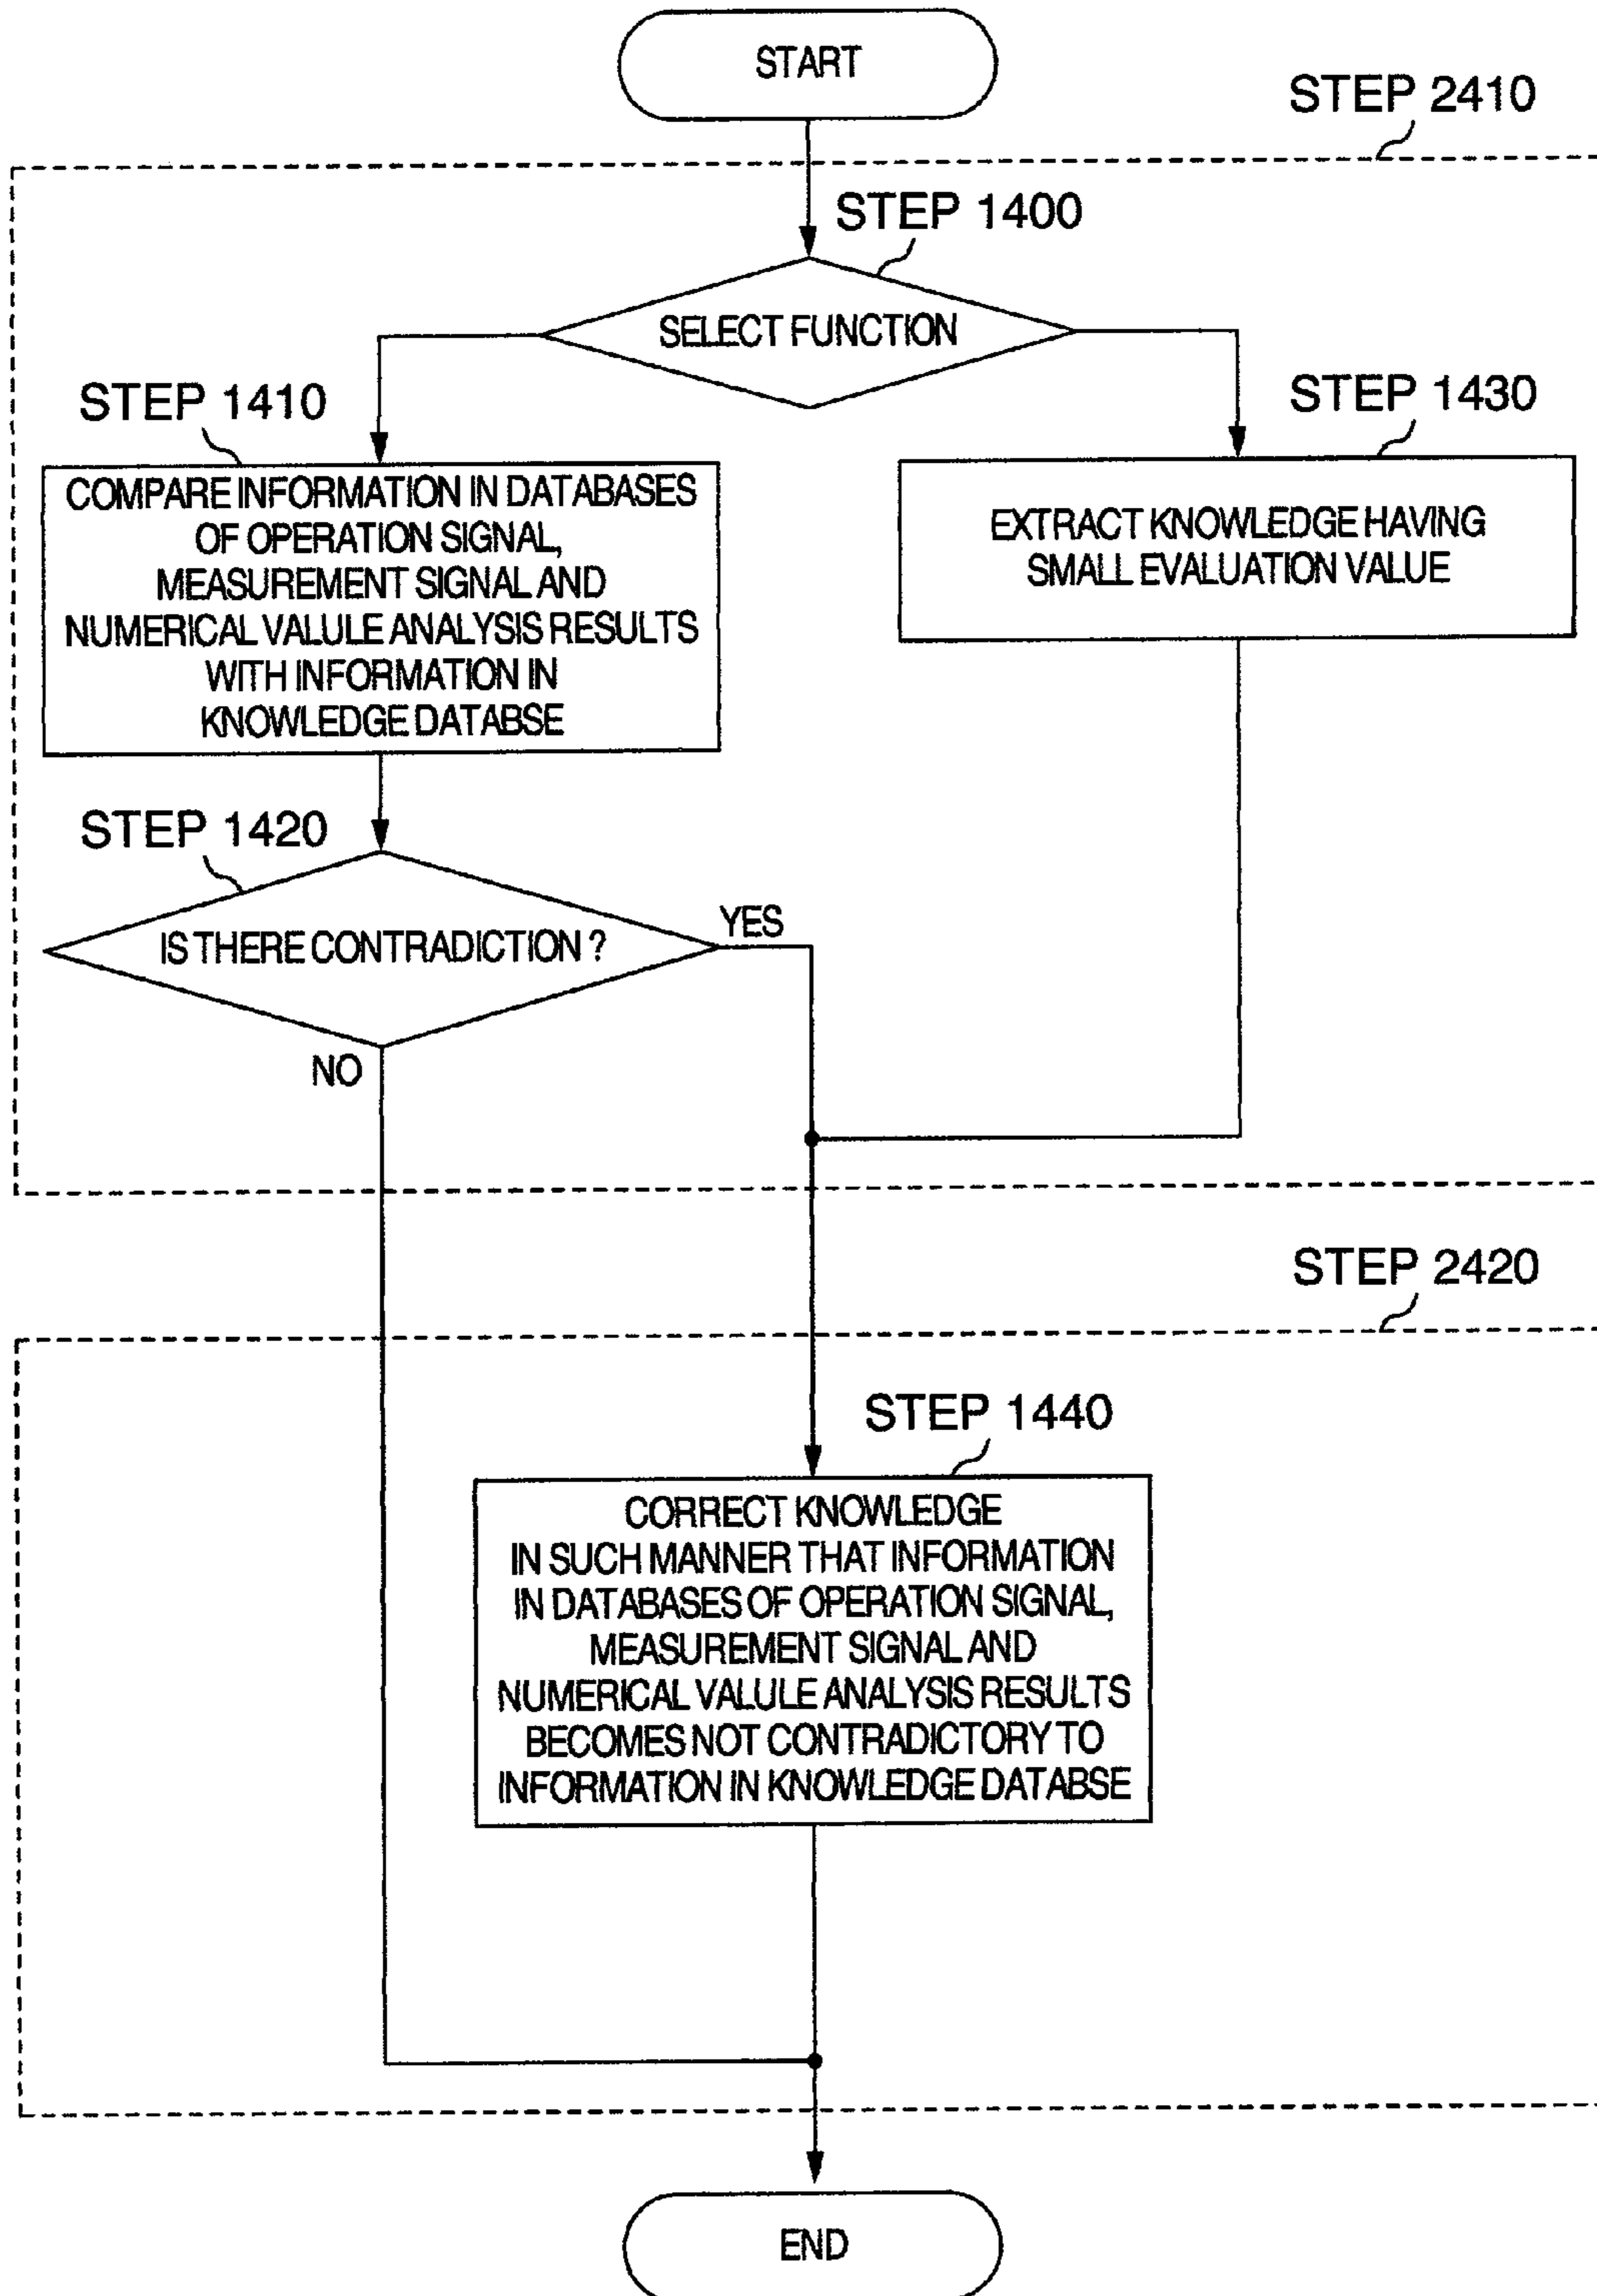 START
STEP 2410
STEP 1400
SELECT FUNCTION
STEP 1410
STEP 1430
COMPARE INFORMATION IN DATABASES
OF OPERATION SIGNAL,
MEASUREMENT SIGNAL AND
NUMERICAL VALULE ANALYSIS RESULTS
WITH INFORMATION IN
KNOWLEDGE DATABSE
EXTRACT KNOWLEDGE HAVING
SMALL EVALUATION VALUE
STEP 1420
IS THERE CONTRADICTION ?
YES
NO
STEP 2420
STEP 1440
CORRECT KNOWLEDGE
IN SUCH MANNER THAT INFORMATION
IN DATABASES OF OPERATION SIGNAL,
MEASUREMENT SIGNAL AND
NUMERICAL VALULE ANALYSIS RESULTS
BECOMES NOT CONTRADICTORY TO
INFORMATION IN KNOWLEDGE DATABSE
END